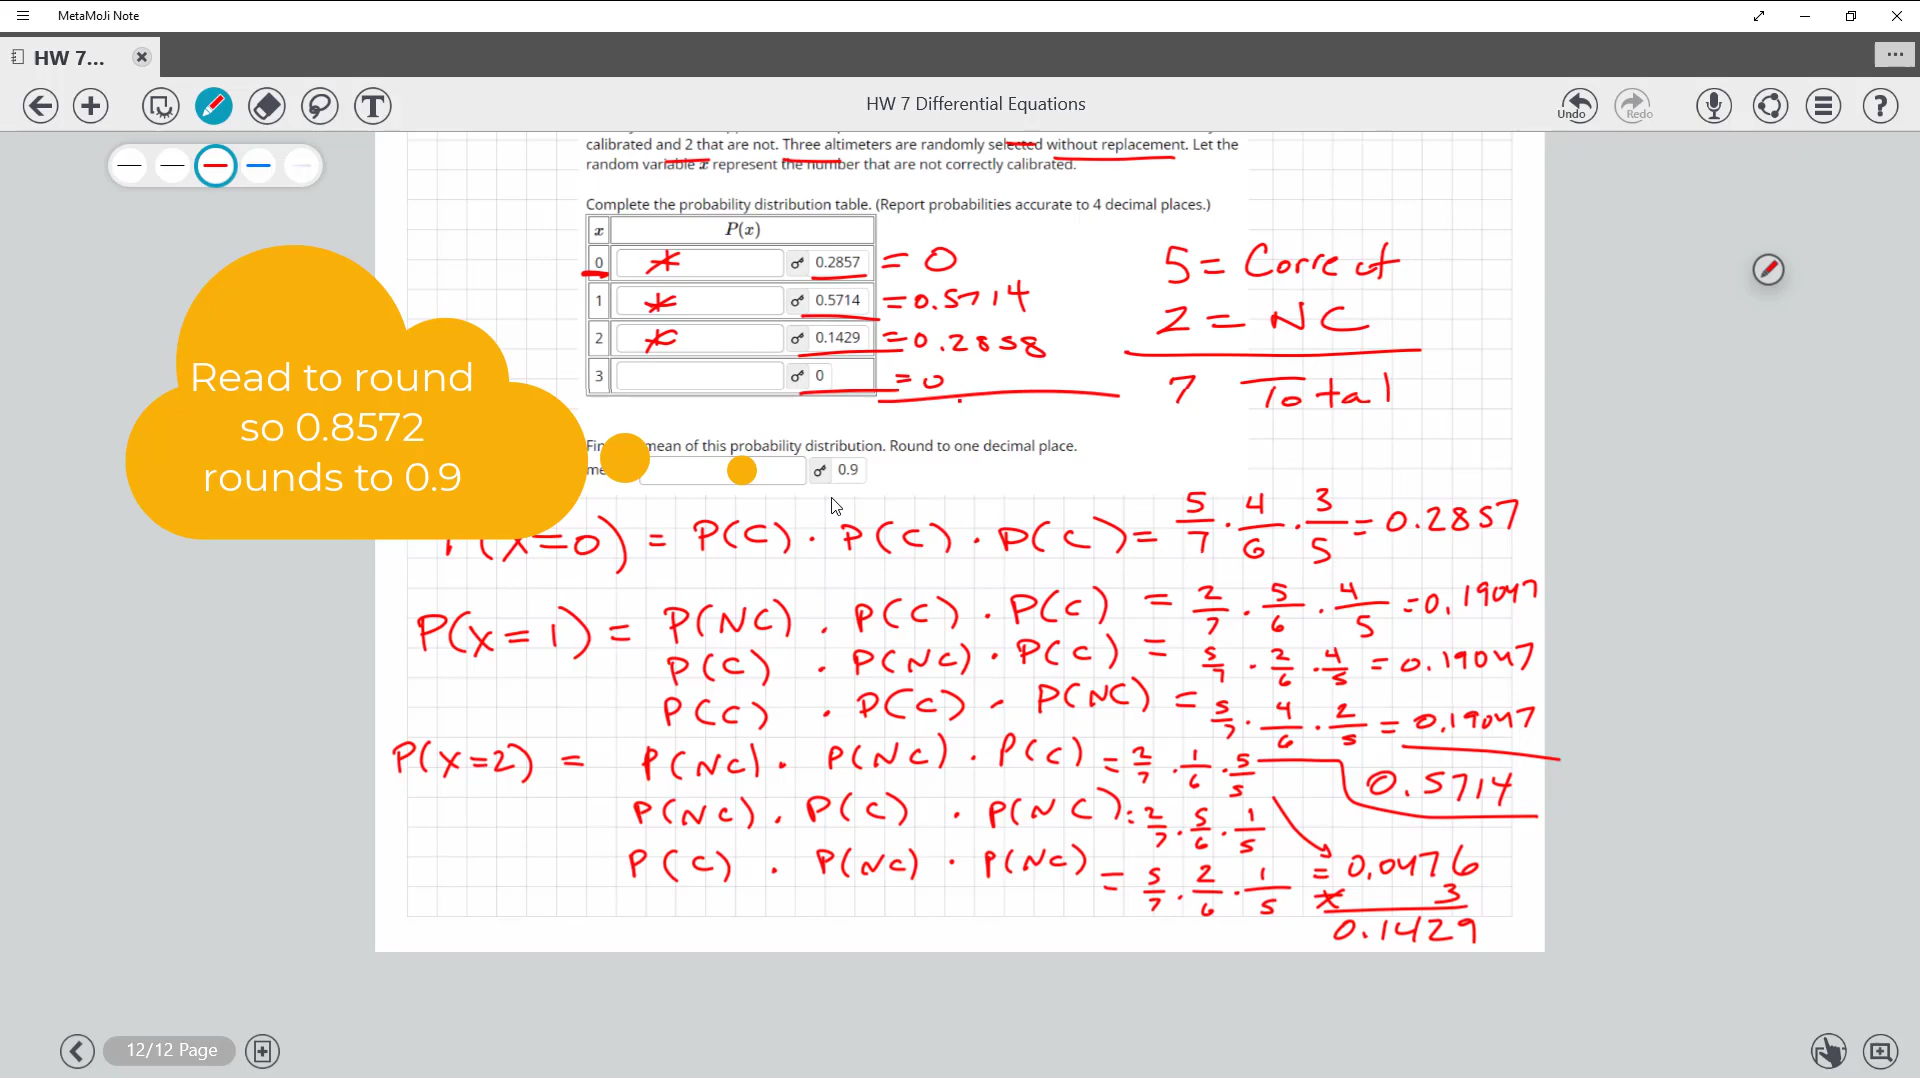 MetaMoJi Note
HW 7...
HW 7 Differential Equations
Undo
Redo
calibrated and 2 that are not. Three altimeters are randomly selected without replacement. Let the
random variable x represent the number that are not correctly calibrated.
Complete the probability distribution table. (Report probabilities accurate to 4 decimal places.)
x P(x)
0 * 0.2857 = 0
1 * 0.5714 = 0.5714
2 * 0.1429 = 0.2858
3 0 = 0
5 = Correct
2 = NC
7 Total
Read to round
so 0.8572
rounds to 0.9
mean of this probability distribution. Round to one decimal place.
0.9
(x=0) = P(C) · P(C) · P(C) = 5/7 · 4/6 · 3/5 = 0.2857
P(x=1) = P(NC) · P(C) · P(C) = 2/7 · 5/6 · 4/5 = 0.19047
P(C) · P(NC) · P(C) = 5/7 · 2/6 · 4/5 = 0.19047
P(C) · P(C) - P(NC) = 5/7 · 4/6 · 2/5 = 0.19047
0.5714
P(x=2) = P(NC) · P(NC) · P(C) = 2/7 · 1/6 · 5/5
P(NC) · P(C) · P(NC) : 2/7 · 5/6 · 1/5
P(C) · P(NC) · P(NC) = 5/7 · 2/6 · 1/5 = 0.0476
x 3
0.1429
12/12 Page